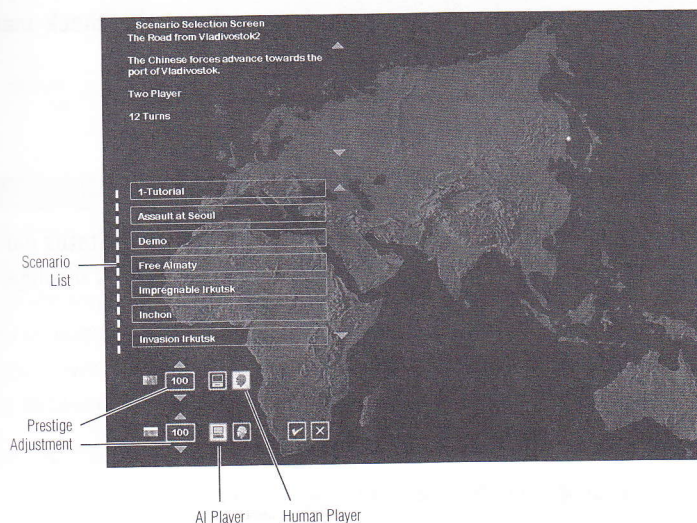 Scenario Selection Screen
The Road from Vladivostok2
The Chinese forces advance towards the
port of Vladivostok.
Two Player
12 Turns
1-Tutorial
Assault at Seoul
Demo
Free Almaty
Impregnable Irkutsk
Inchon
Invasion Irkutsk
Scenario
List
100
100
Prestige
Adjustment
AI Player
Human Player